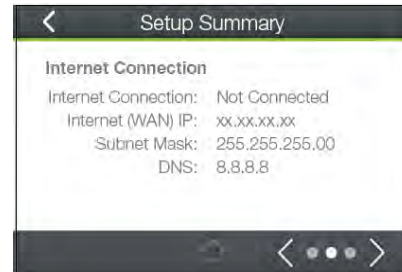 Setup Summary
Internet Connection
Internet Connection: Not Connected
Internet (WAN) IP: xx.xx.xx.xx
Subnet Mask: 255.255.255.00
DNS: 8.8.8.8